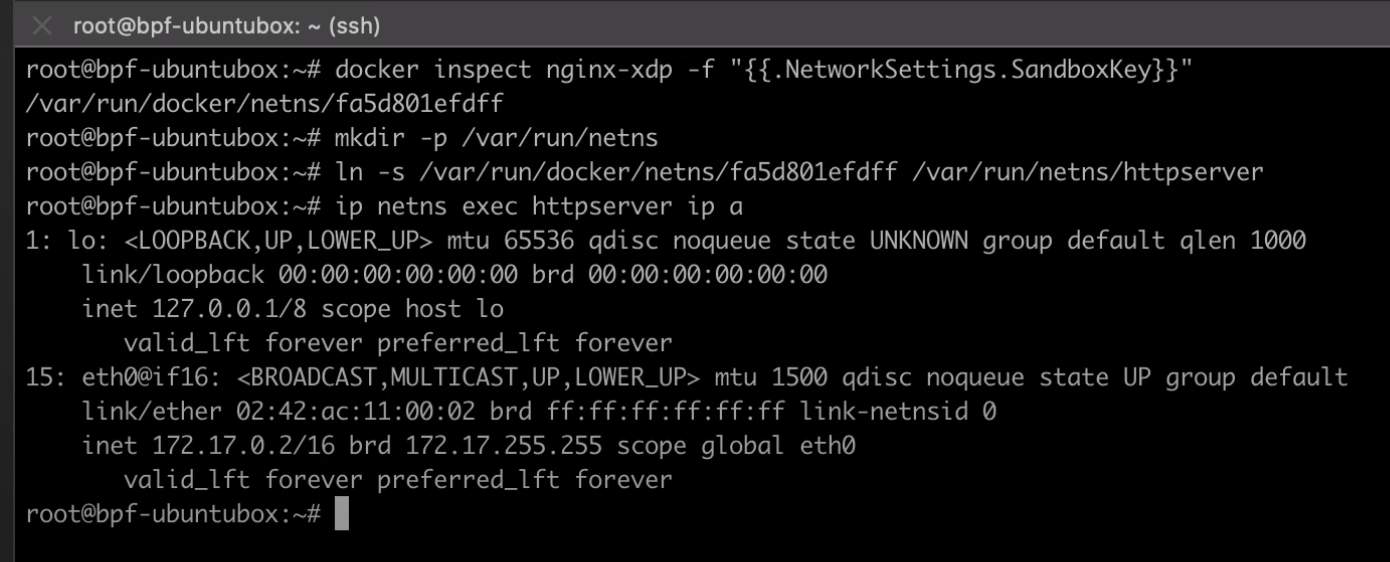 root@bpf-ubuntubox: ~ (ssh)
root@bpf-ubuntubox:~# docker inspect nginx-xdp -f "{{.NetworkSettings.SandboxKey}}"
/var/run/docker/netns/fa5d801efdff
root@bpf-ubuntubox:~# mkdir -p /var/run/netns
root@bpf-ubuntubox:~# ln -s /var/run/docker/netns/fa5d801efdff /var/run/netns/httpserver
root@bpf-ubuntubox:~# ip netns exec httpserver ip a
1: lo: <LOOPBACK,UP,LOWER_UP> mtu 65536 qdisc noqueue state UNKNOWN group default qlen 1000
    link/loopback 00:00:00:00:00:00 brd 00:00:00:00:00:00
    inet 127.0.0.1/8 scope host lo
       valid_lft forever preferred_lft forever
15: eth0@if16: <BROADCAST,MULTICAST,UP,LOWER_UP> mtu 1500 qdisc noqueue state UP group default
    link/ether 02:42:ac:11:00:02 brd ff:ff:ff:ff:ff:ff link-netnsid 0
    inet 172.17.0.2/16 brd 172.17.255.255 scope global eth0
       valid_lft forever preferred_lft forever
root@bpf-ubuntubox:~#